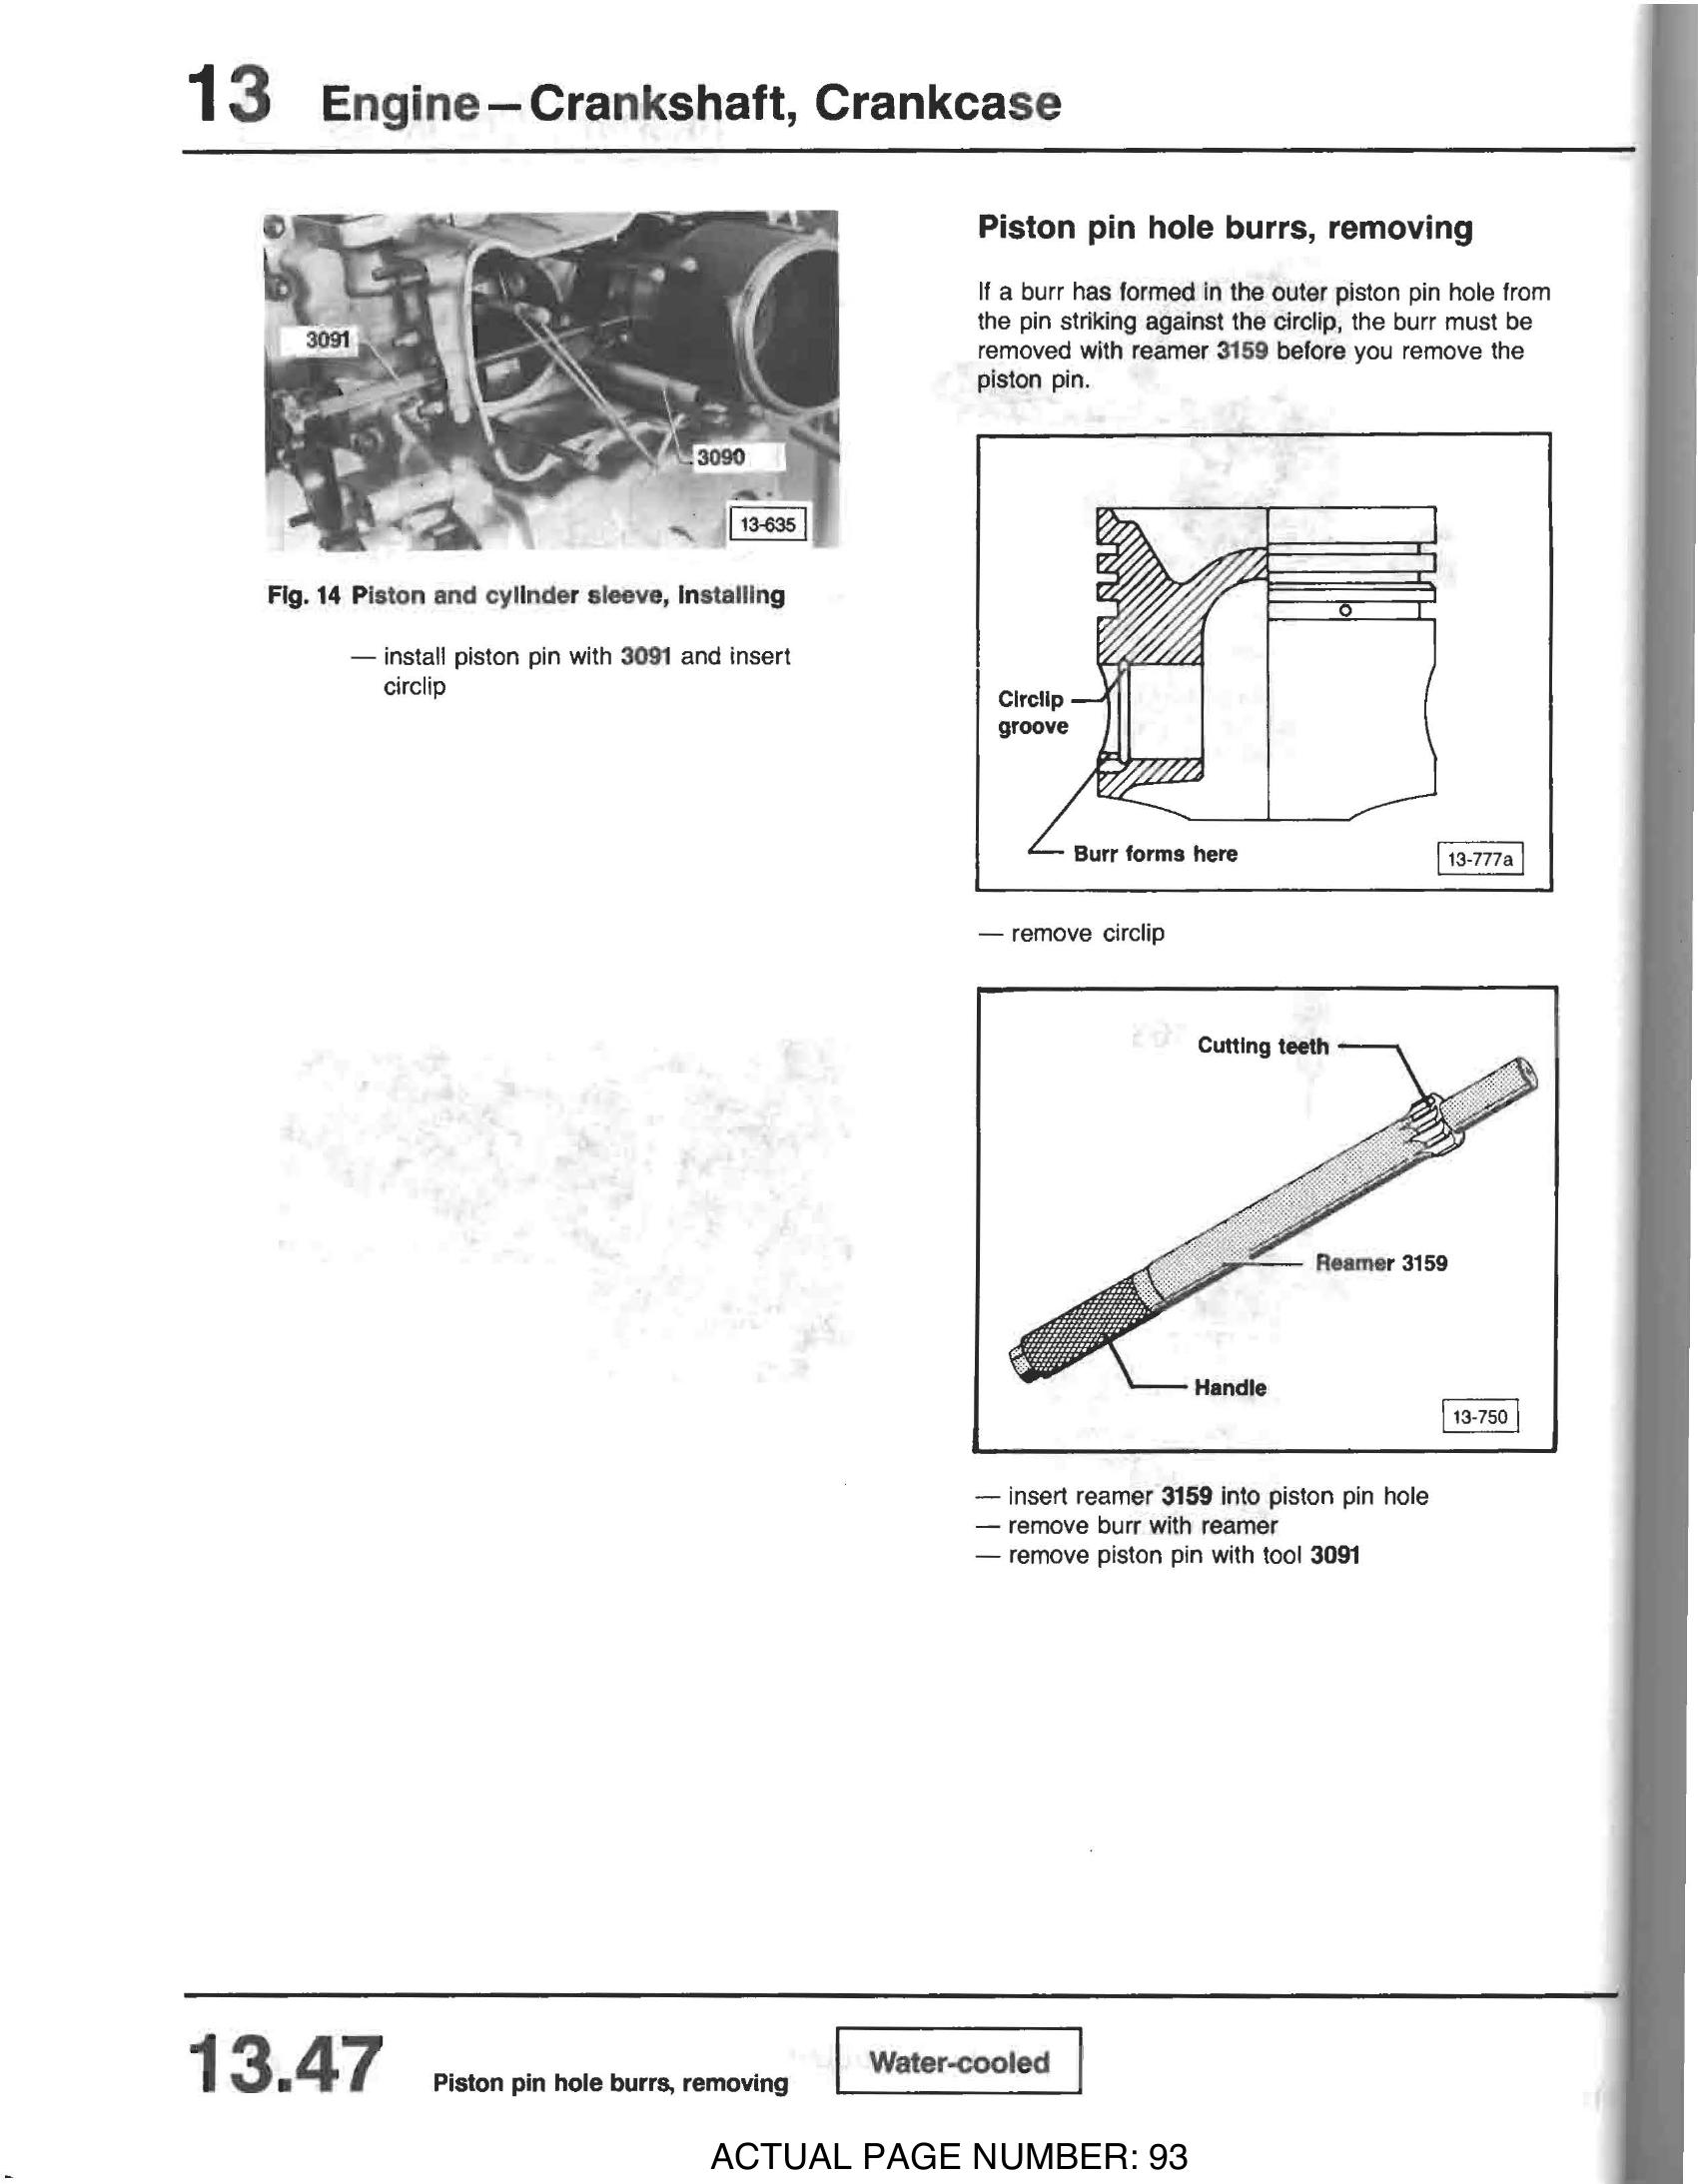 13 Engine—Crankshaft, Crankcase
3091
3090
13-635
Fig. 14 Piston and cylinder sleeve, installing
— install piston pin with 3091 and insert
circlip
Piston pin hole burrs, removing
If a burr has formed in the outer piston pin hole from
the pin striking against the circlip, the burr must be
removed with reamer 3159 before you remove the
piston pin.
Circlip
groove
Burr forms here
13-777a
— remove circlip
Cutting teeth
Reamer 3159
Handle
13-750
— insert reamer 3159 into piston pin hole
— remove burr with reamer
— remove piston pin with tool 3091
13.47 Piston pin hole burrs, removing
Water-cooled
ACTUAL PAGE NUMBER: 93